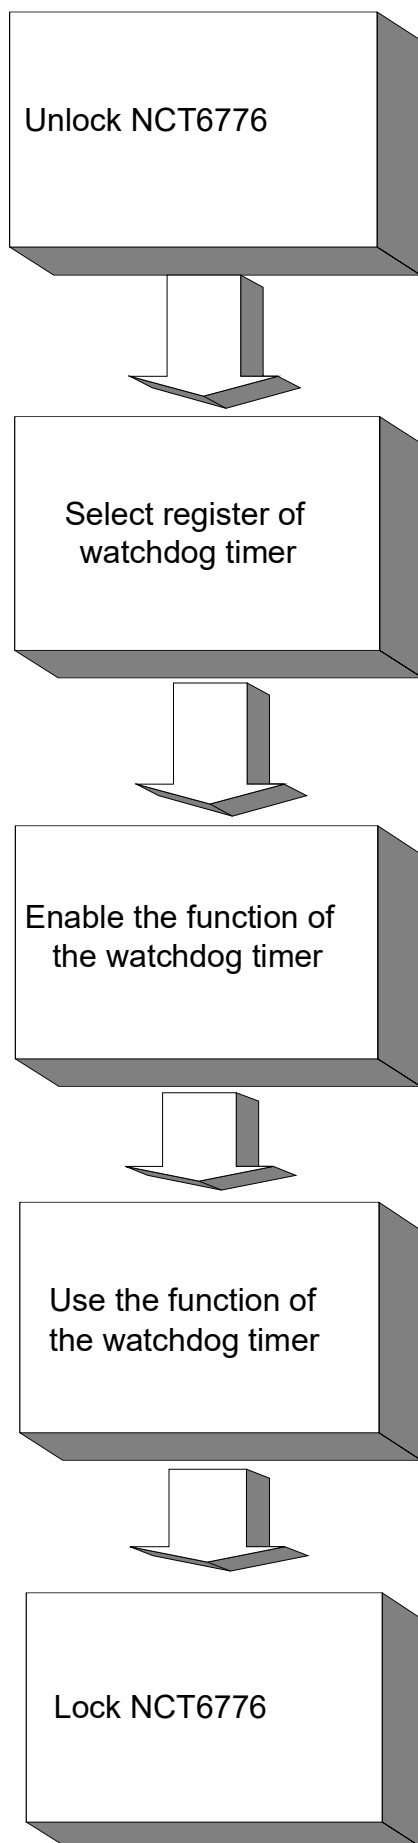 Unlock NCT6776
Select register of
watchdog timer
Enable the function of
the watchdog timer
Use the function of
the watchdog timer
Lock NCT6776